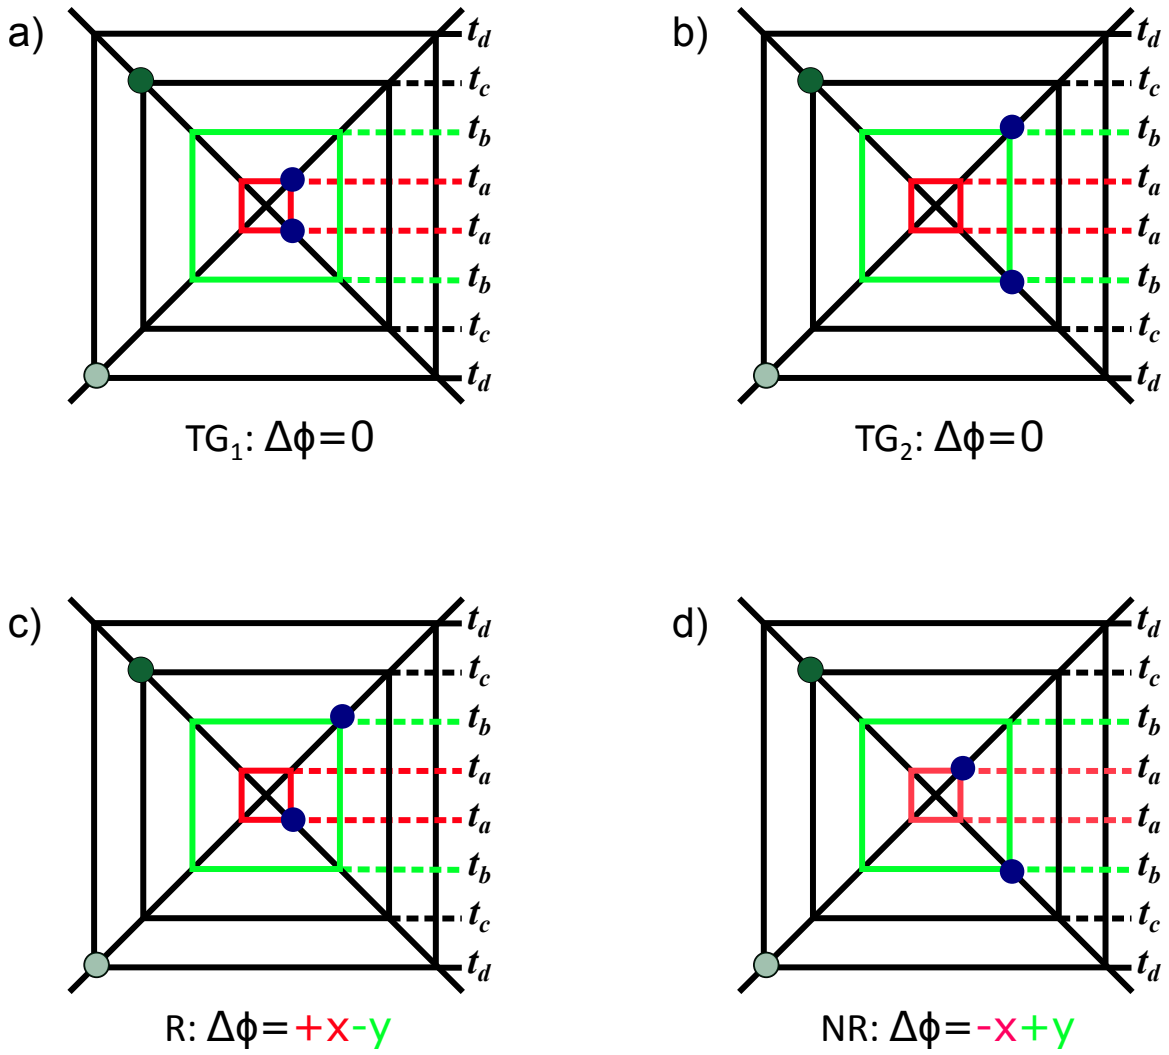 a)
t_d
t_c
t_b
t_a
t_a
t_b
t_c
t_d
TG₁: Δϕ=0
b)
t_d
t_c
t_b
t_a
t_a
t_b
t_c
t_d
TG₂: Δϕ=0
c)
t_d
t_c
t_b
t_a
t_a
t_b
t_c
t_d
R: Δϕ=+x-y
d)
t_d
t_c
t_b
t_a
t_a
t_b
t_c
t_d
NR: Δϕ=-x+y